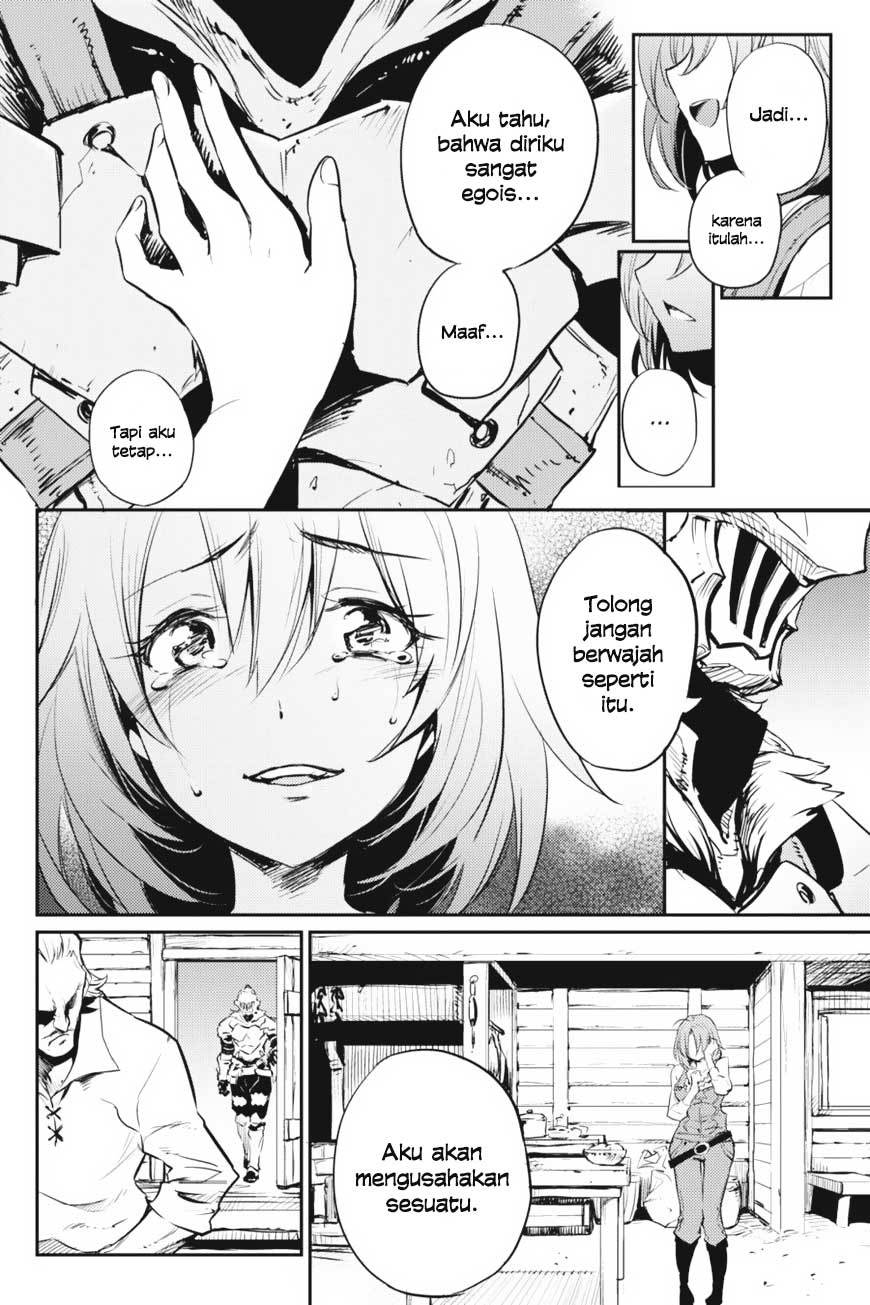 Jadi...
karena
itulah...
...
Aku tahu,
bahwa diriku
sangat
egois...
Maaf...
Tapi aku
tetap...
Tolong
jangan
berwajah
seperti
itu.
Aku akan
mengusahakan
sesuatu.